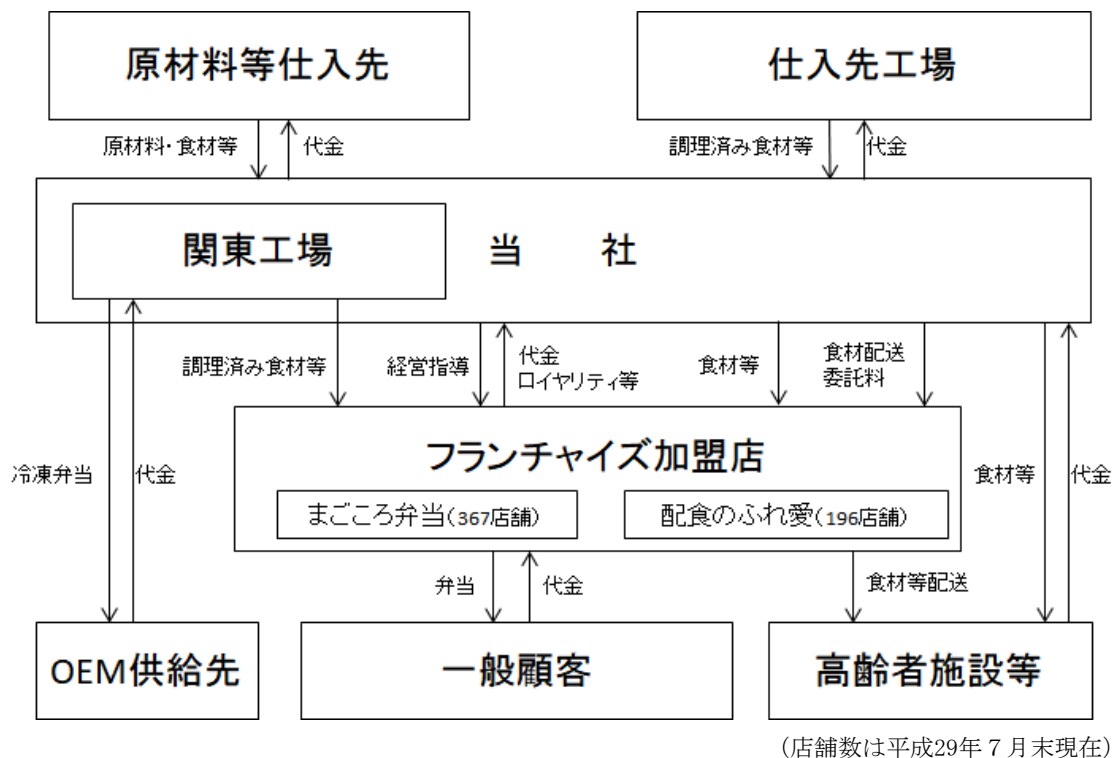 原材料等仕入先
仕入先工場
原材料・食材等
代金
調理済み食材等
代金
関東工場
当　社
調理済み食材等
経営指導
代金
ロイヤリティ等
食材等
食材配送
委託料
フランチャイズ加盟店
冷凍弁当
代金
まごころ弁当(367店舗)
配食のふれ愛(196店舗)
食材等
代金
弁当
代金
食材等配送
OEM供給先
一般顧客
高齢者施設等
(店舗数は平成29年７月末現在)